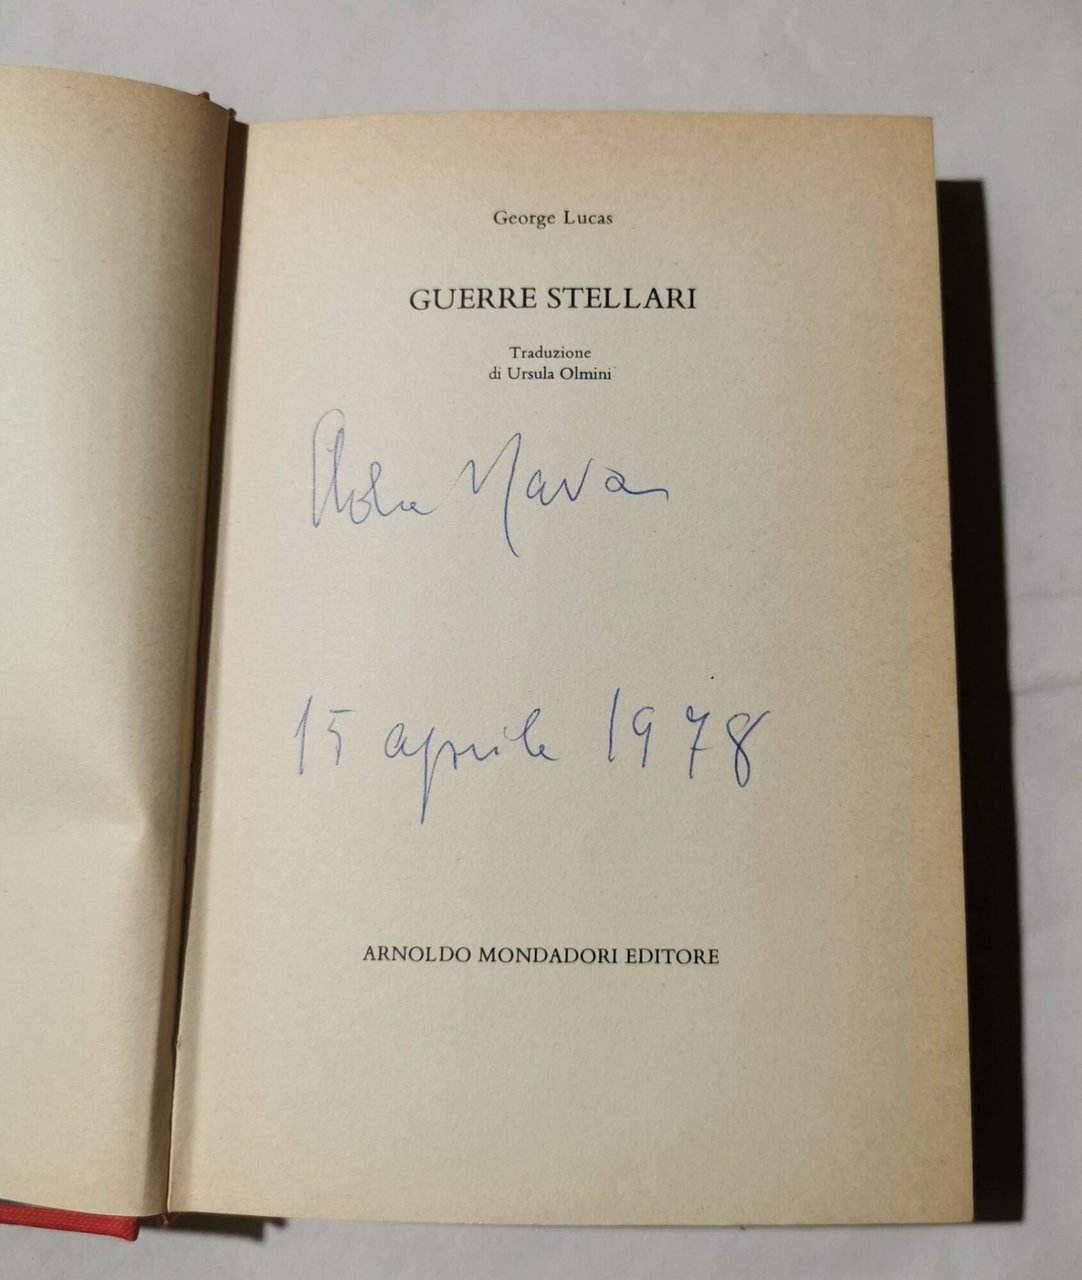 George Lucas
GUERRE STELLARI
Traduzione
di Ursula Olmini
15 aprile 1978
ARNOLDO MONDADORI EDITORE